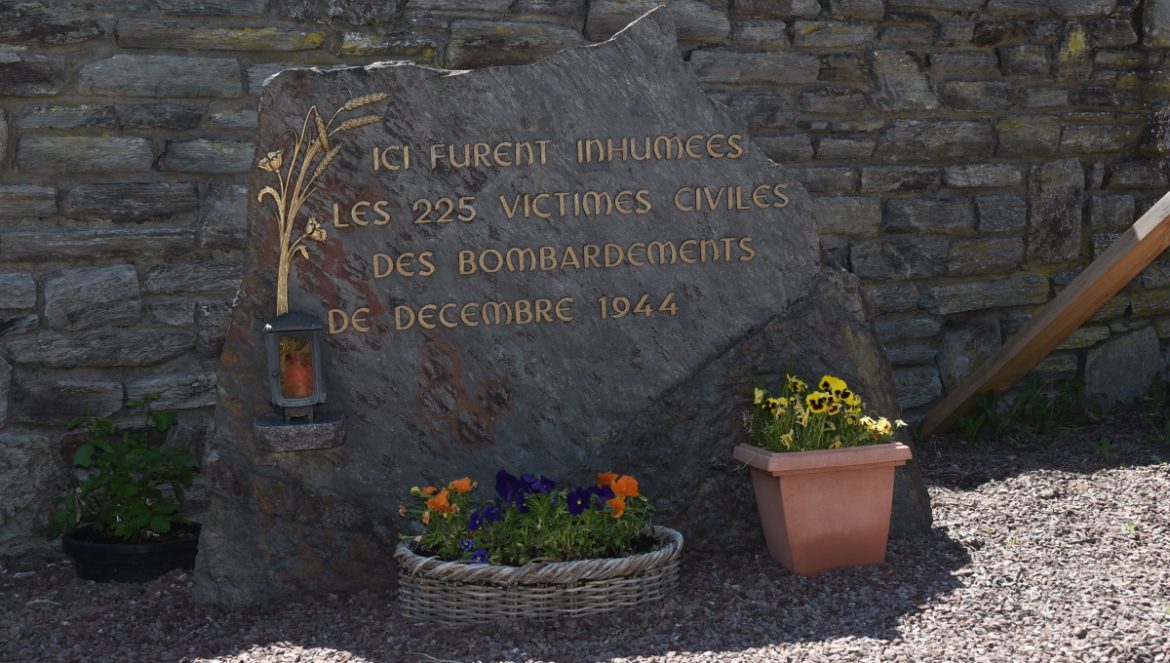 ICI FURENT INHUMEES
LES 225 VICTIMES CIVILES
DES BOMBARDEMENTS
DE DECEMBRE 1944